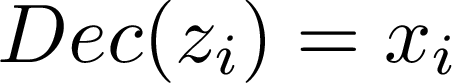 Dec(z_i) = x_i